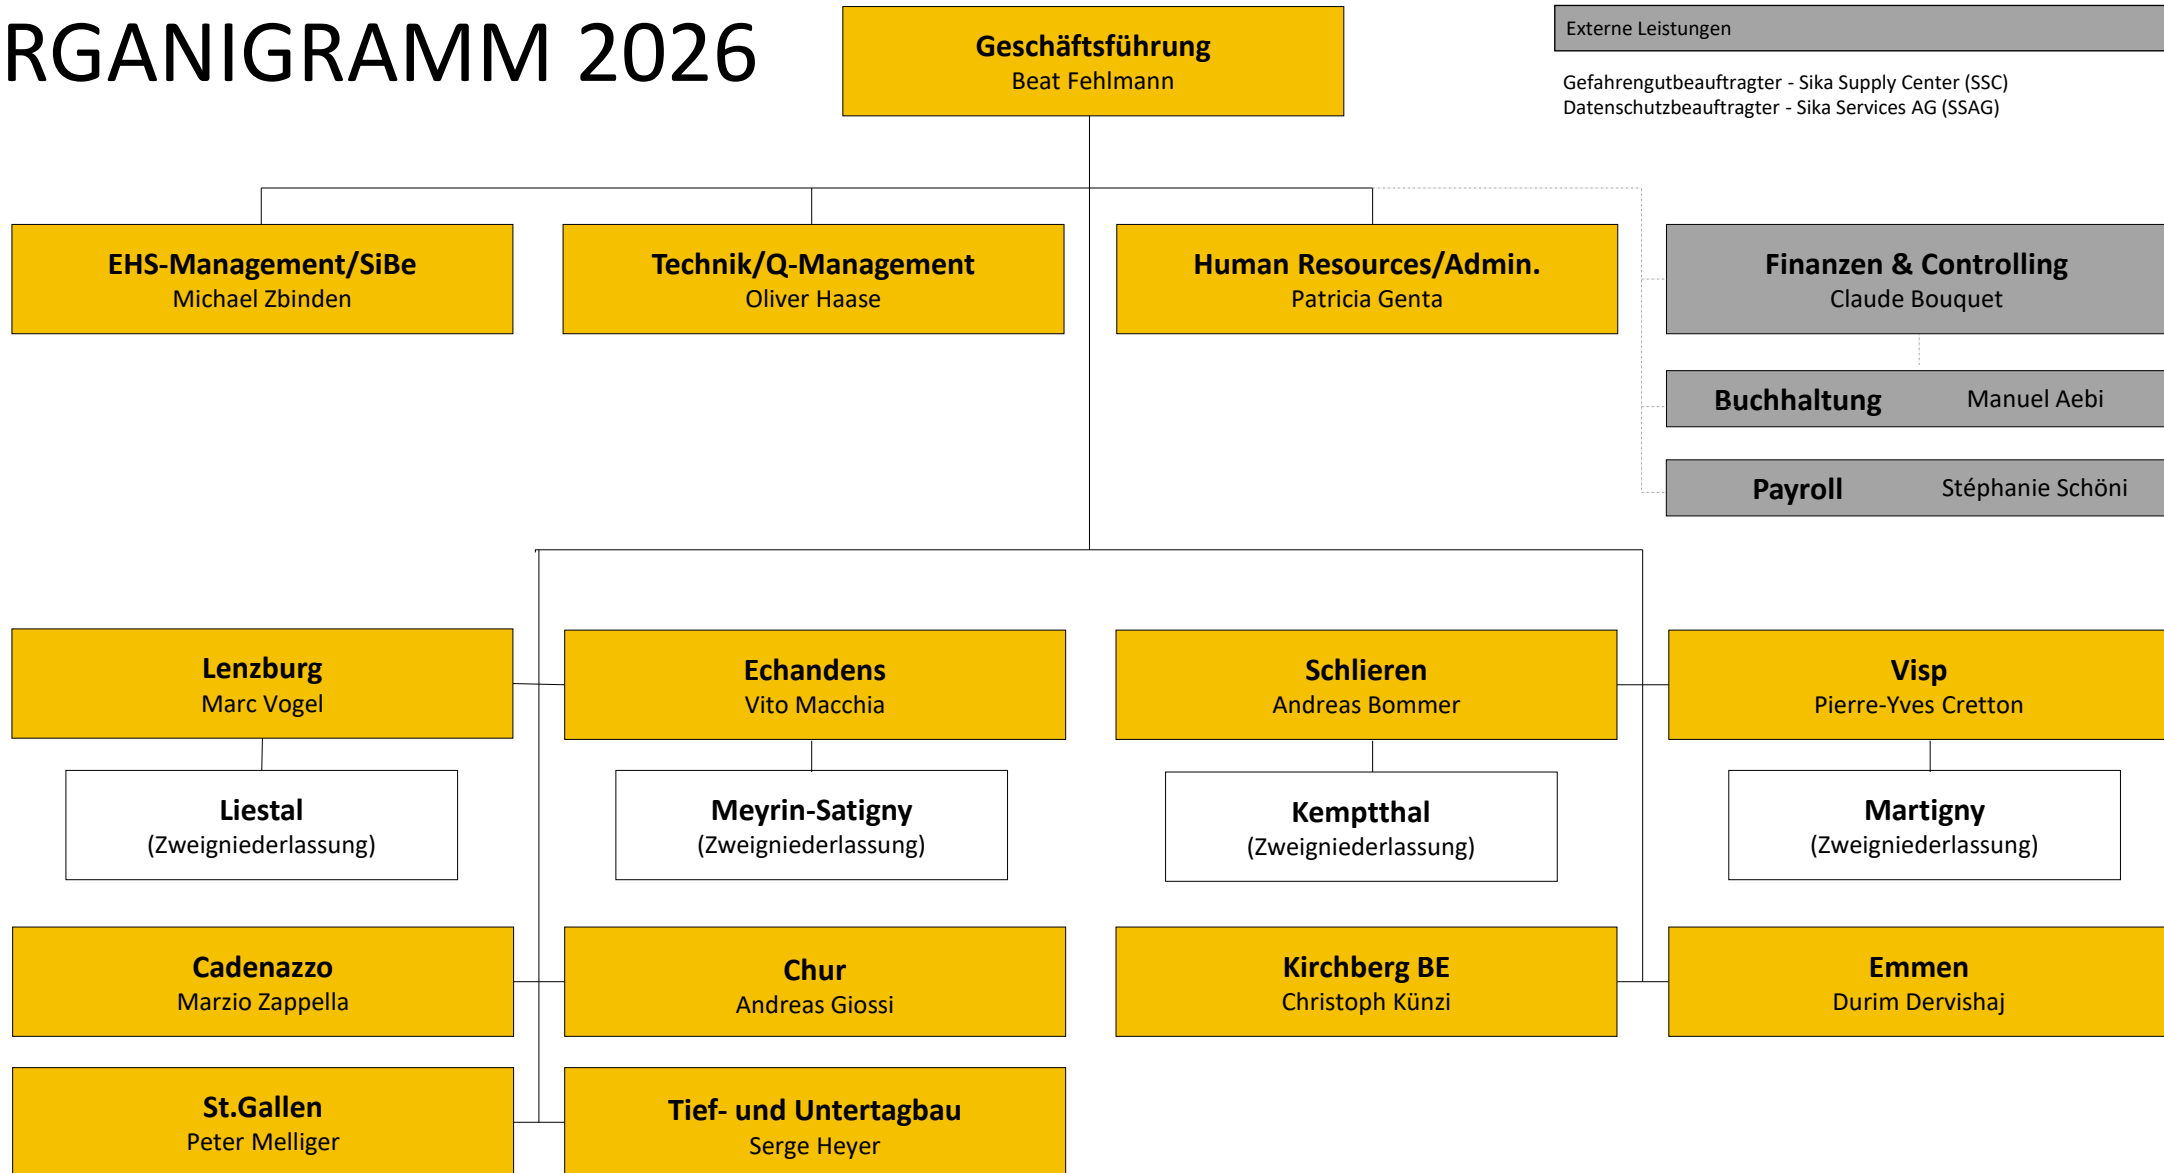 RGANIGRAMM 2026
Geschäftsführung
Beat Fehlmann
Externe Leistungen
Gefahrengutbeauftragter - Sika Supply Center (SSC)
Datenschutzbeauftragter - Sika Services AG (SSAG)
EHS-Management/SiBe
Michael Zbinden
Technik/Q-Management
Oliver Haase
Human Resources/Admin.
Patricia Genta
Finanzen & Controlling
Claude Bouquet
Buchhaltung Manuel Aebi
Payroll Stéphanie Schöni
Lenzburg
Marc Vogel
Echandens
Vito Macchia
Schlieren
Andreas Bommer
Visp
Pierre-Yves Cretton
Liestal
(Zweigniederlassung)
Meyrin-Satigny
(Zweigniederlassung)
Kemptthal
(Zweigniederlassung)
Martigny
(Zweigniederlassung)
Cadenazzo
Marzio Zappella
Chur
Andreas Giossi
Kirchberg BE
Christoph Künzi
Emmen
Durim Dervishaj
St.Gallen
Peter Melliger
Tief- und Untertagbau
Serge Heyer